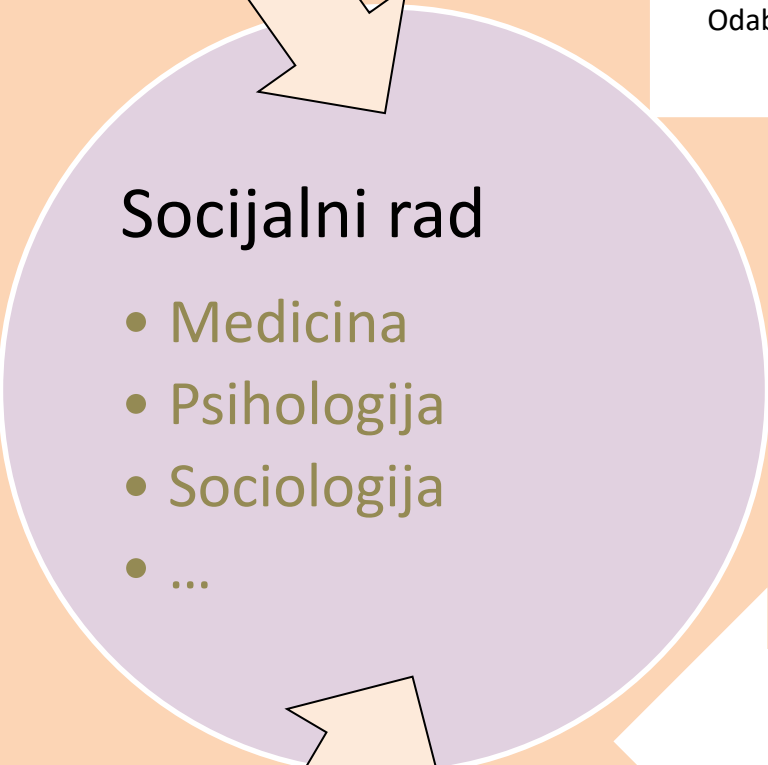 Socijalni rad
• Medicina
• Psihologija
• Sociologija
• ...